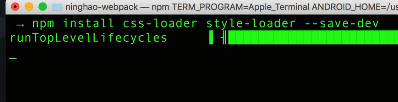 ninghao-webpack — npm TERM_PROGRAM=Apple_Terminal ANDROID_HOME=/us
→ npm install css-loader style-loader --save-dev
runTopLevelLifecycles